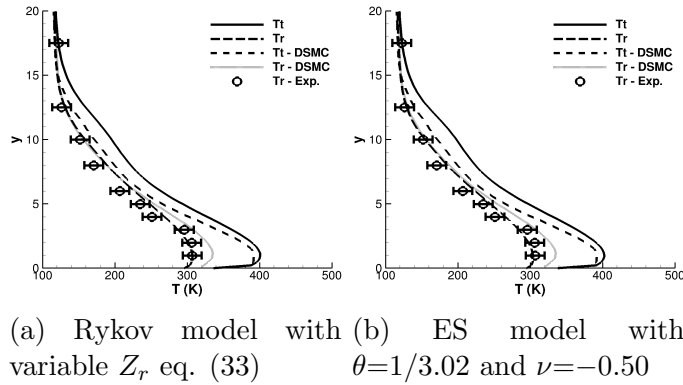 20
15
10
5
0
y
100 200 300 400 500
T (K)
Tt
Tr
Tt - DSMC
Tr - DSMC
Tr - Exp.
20
15
10
5
0
y
100 200 300 400 500
T (K)
Tt
Tr
Tt - DSMC
Tr - DSMC
Tr - Exp.
(a) Rykov model with
variable $Z_r$ eq. (33)
(b) ES model with
θ=1/3.02 and ν=−0.50